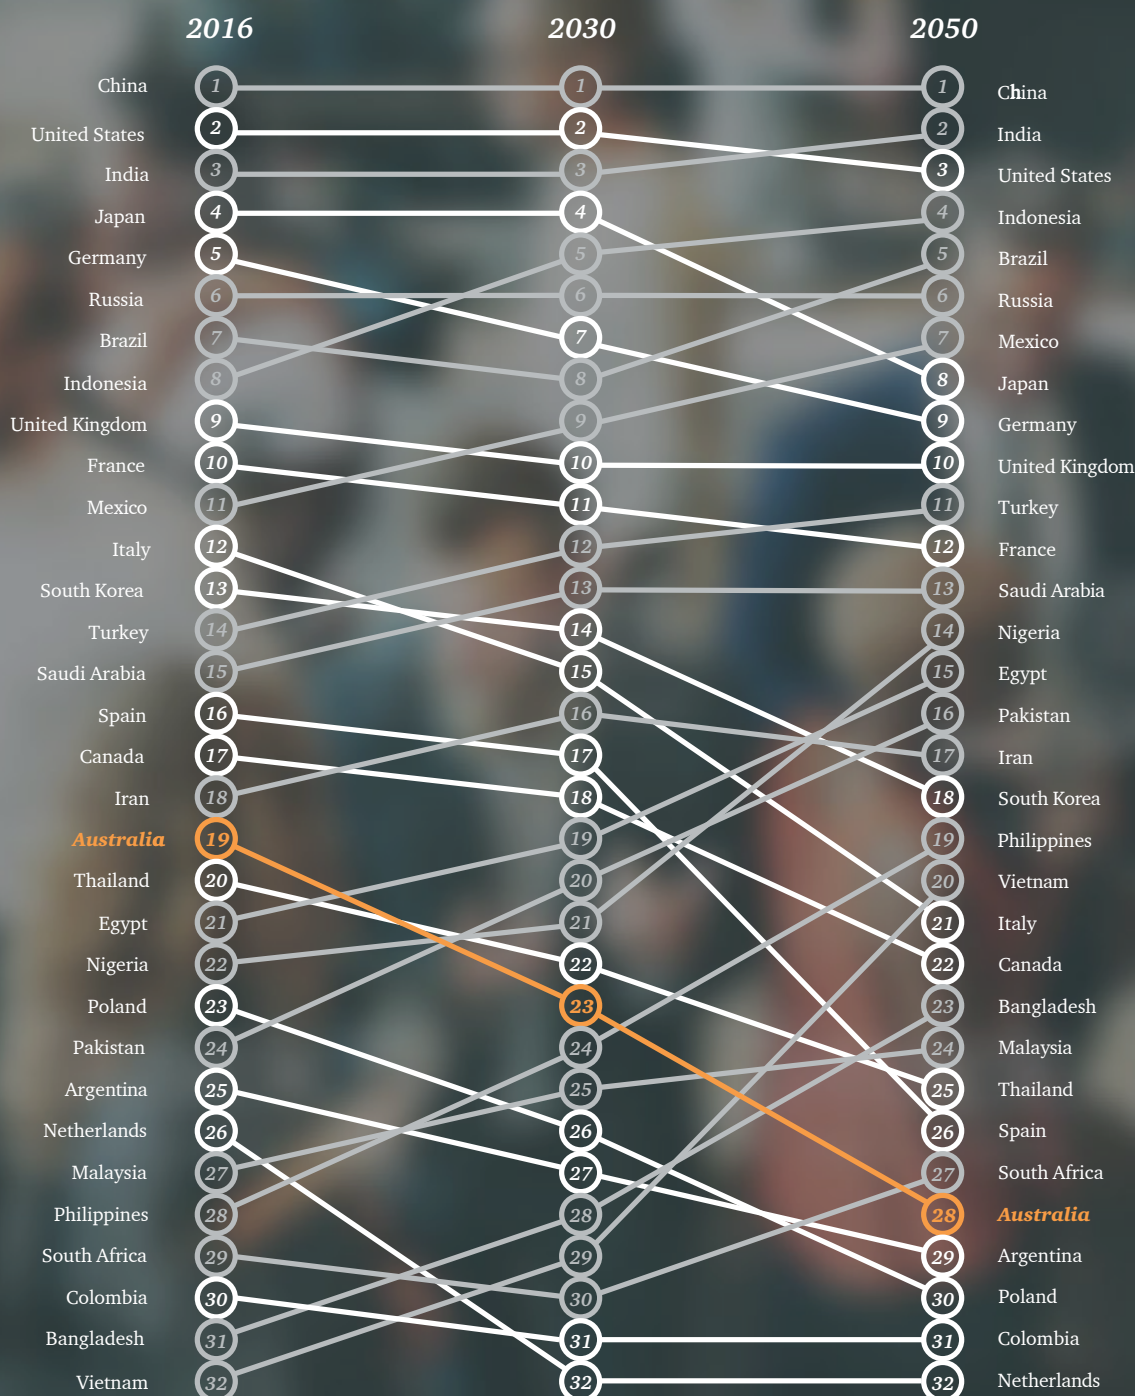 2016 2030 2050
China 1 1 1 China
United States 2 2 2 India
India 3 3 3 United States
Japan 4 4 4 Indonesia
Germany 5 5 5 Brazil
Russia 6 6 6 Russia
Brazil 7 7 7 Mexico
Indonesia 8 8 8 Japan
United Kingdom 9 9 9 Germany
France 10 10 10 United Kingdom
Mexico 11 11 11 Turkey
Italy 12 12 12 France
South Korea 13 13 13 Saudi Arabia
Turkey 14 14 14 Nigeria
Saudi Arabia 15 15 15 Egypt
Spain 16 16 16 Pakistan
Canada 17 17 17 Iran
Iran 18 18 18 South Korea
Australia 19 19 19 Philippines
Thailand 20 20 20 Vietnam
Egypt 21 21 21 Italy
Nigeria 22 22 22 Canada
Poland 23 23 23 Bangladesh
Pakistan 24 24 24 Malaysia
Argentina 25 25 25 Thailand
Netherlands 26 26 26 Spain
Malaysia 27 27 27 South Africa
Philippines 28 28 28 Australia
South Africa 29 29 29 Argentina
Colombia 30 30 30 Poland
Bangladesh 31 31 31 Colombia
Vietnam 32 32 32 Netherlands